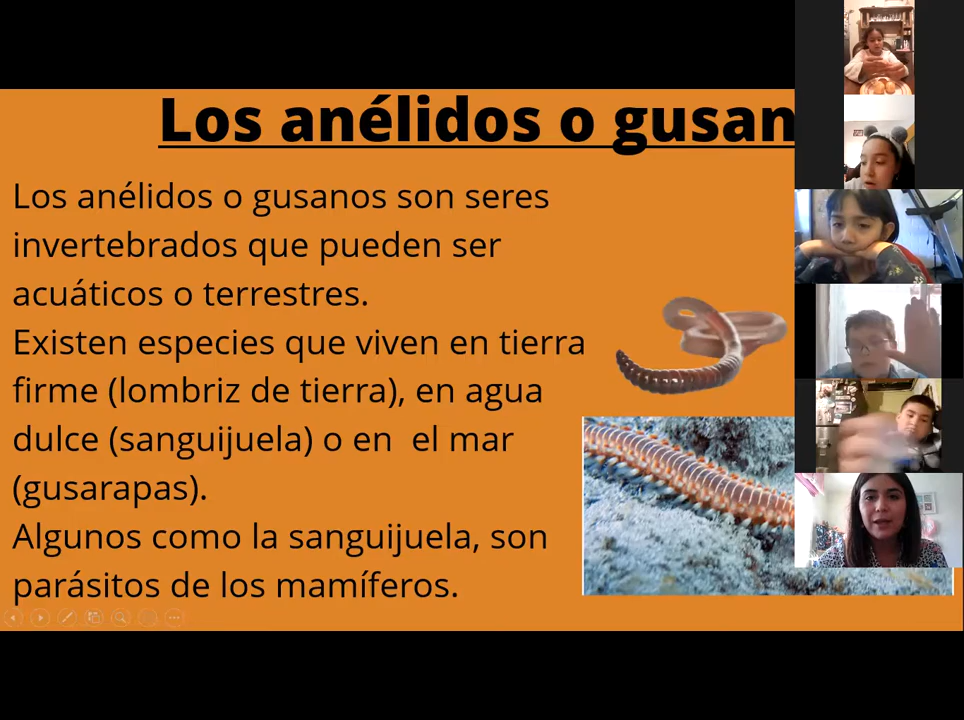 Los anélidos o gusan
Los anélidos o gusanos son seres
invertebrados que pueden ser
acuáticos o terrestres.
Existen especies que viven en tierra
firme (lombriz de tierra), en agua
dulce (sanguijuela) o en  el mar
(gusarapas).
Algunos como la sanguijuela, son
parásitos de los mamíferos.